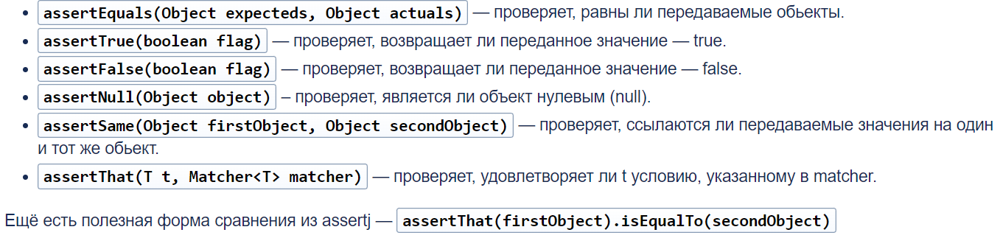 • assertEquals(Object expecteds, Object actuals) — проверяет, равны ли передаваемые обьекты.
• assertTrue(boolean flag) — проверяет, возвращает ли переданное значение — true.
• assertFalse(boolean flag) — проверяет, возвращает ли переданное значение — false.
• assertNull(Object object) – проверяет, является ли объект нулевым (null).
• assertSame(Object firstObject, Object secondObject) — проверяет, ссылаются ли передаваемые значения на один
и тот же обьект.
• assertThat(T t, Matcher<T> matcher) — проверяет, удовлетворяет ли t условию, указанному в matcher.
Ещё есть полезная форма сравнения из assertj — assertThat(firstObject).isEqualTo(secondObject)